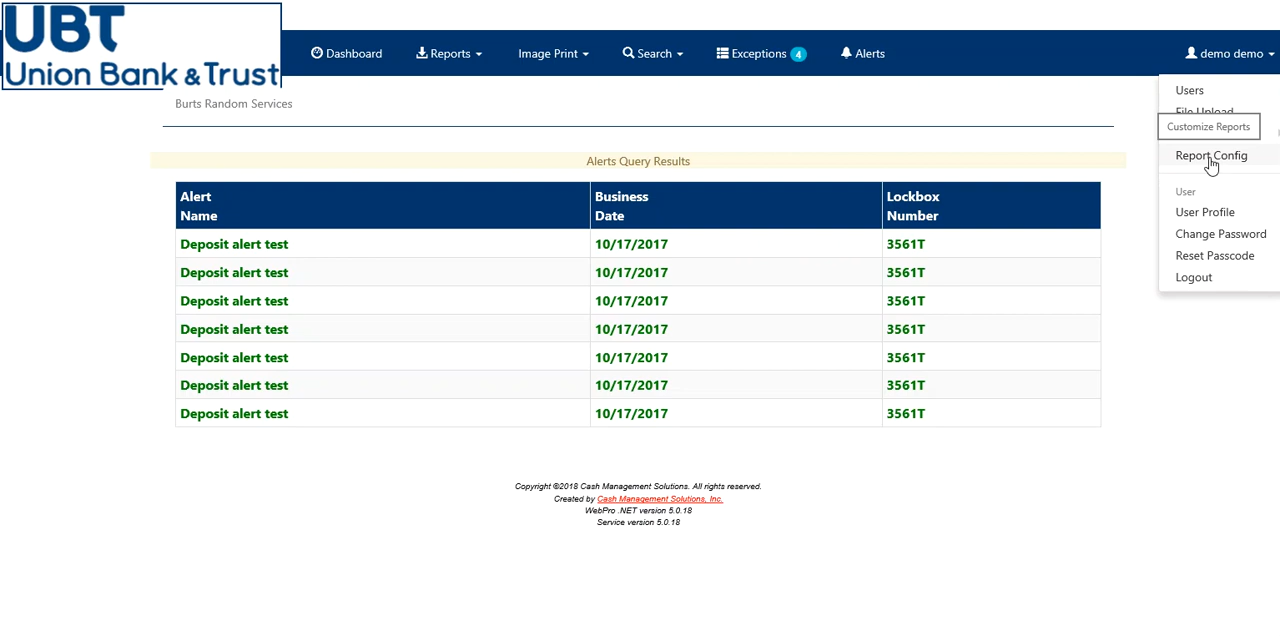 UBT
Union Bank & Trust
Dashboard
Reports
Image Print
Search
Exceptions 4
Alerts
demo demo
Burts Random Services
Users
File Upload
Customize Reports
Report Config
User
User Profile
Change Password
Reset Passcode
Logout
Alerts Query Results
Alert Name Business Date Lockbox Number
Deposit alert test 10/17/2017 3561T
Deposit alert test 10/17/2017 3561T
Deposit alert test 10/17/2017 3561T
Deposit alert test 10/17/2017 3561T
Deposit alert test 10/17/2017 3561T
Deposit alert test 10/17/2017 3561T
Deposit alert test 10/17/2017 3561T
Copyright ©2018 Cash Management Solutions. All rights reserved.
Created by Cash Management Solutions, Inc.
WebPro .NET version 5.0.18
Service version 5.0.18